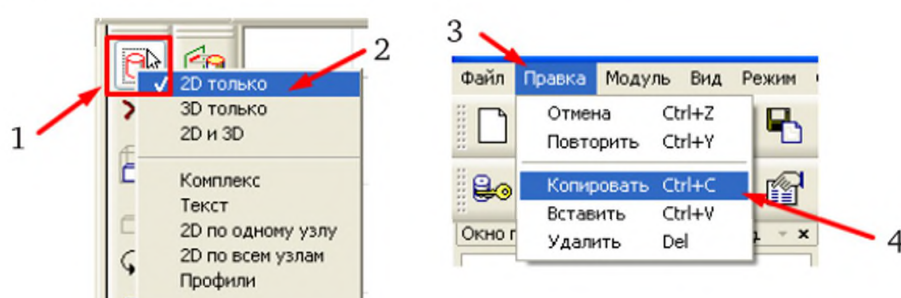 1
2
2D только
3D только
2D и 3D
Комплекс
Текст
2D по одному узлу
2D по всем узлам
Профили
3
Файл Правка Модуль Вид Режим
Отмена Ctrl+Z
Повторить Ctrl+Y
Копировать Ctrl+C
Вставить Ctrl+V
Удалить Del
Окно
4